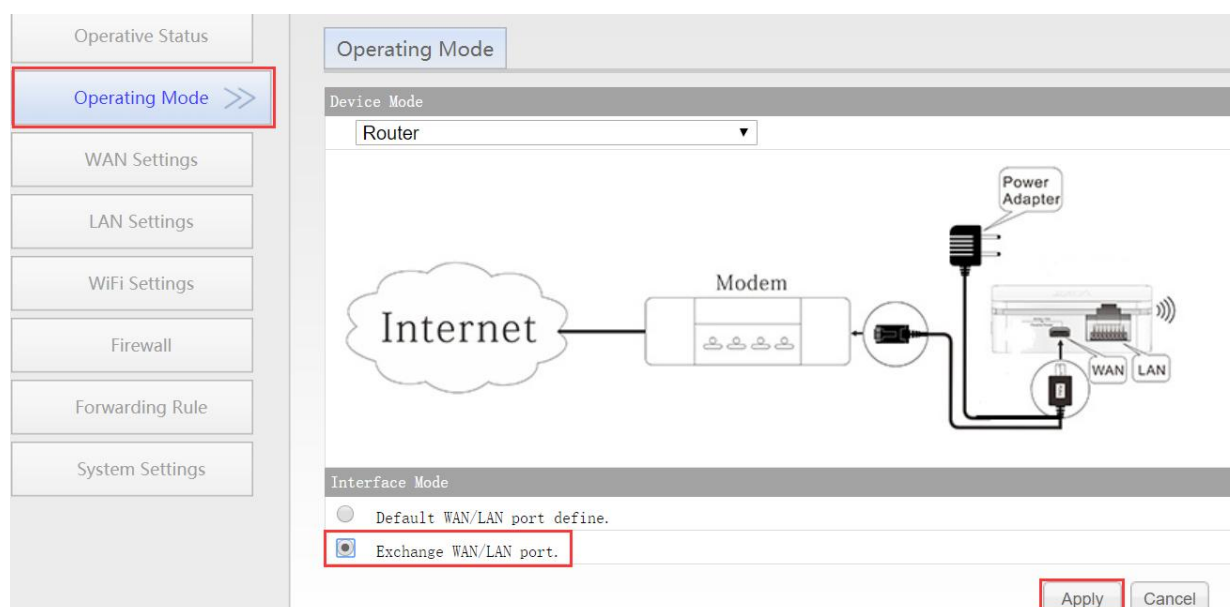 Operative Status
Operating Mode
WAN Settings
LAN Settings
WiFi Settings
Firewall
Forwarding Rule
System Settings
Operating Mode
Device Mode
Router
Power
Adapter
Modem
Internet
WAN
LAN
Interface Mode
Default WAN/LAN port define.
Exchange WAN/LAN port.
Apply
Cancel